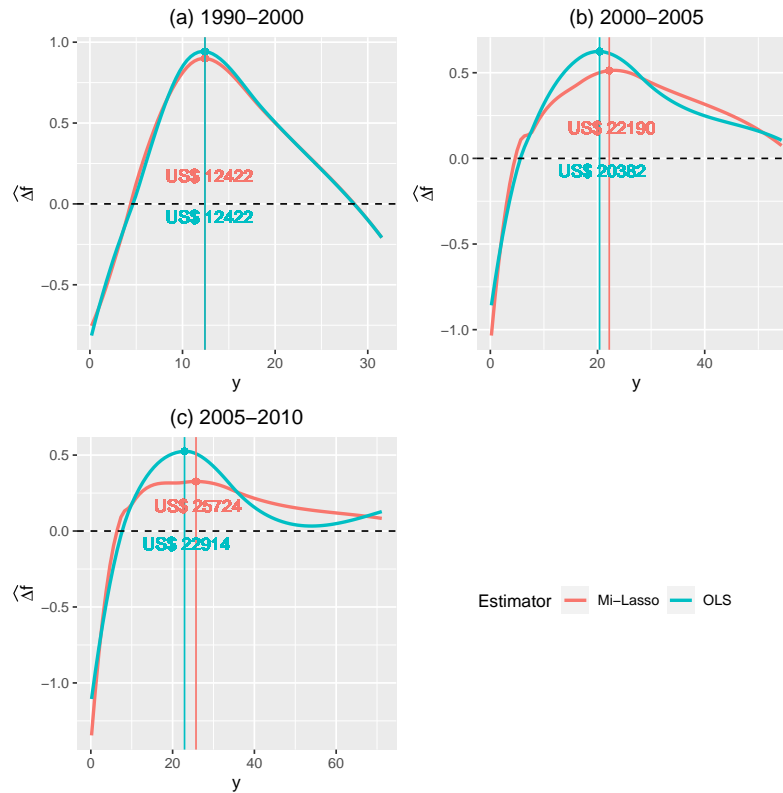 (a) 1990−2000
1.0
0.5
0.0
−0.5
US$ 12422
US$ 12422
0 10 20 30
y
Δf
(b) 2000−2005
0.5
0.0
−0.5
−1.0
US$ 22190
US$ 20382
0 20 40
y
Δf
(c) 2005−2010
0.5
0.0
−0.5
−1.0
US$ 25724
US$ 22914
0 20 40 60
y
Δf
Estimator Mi−Lasso OLS